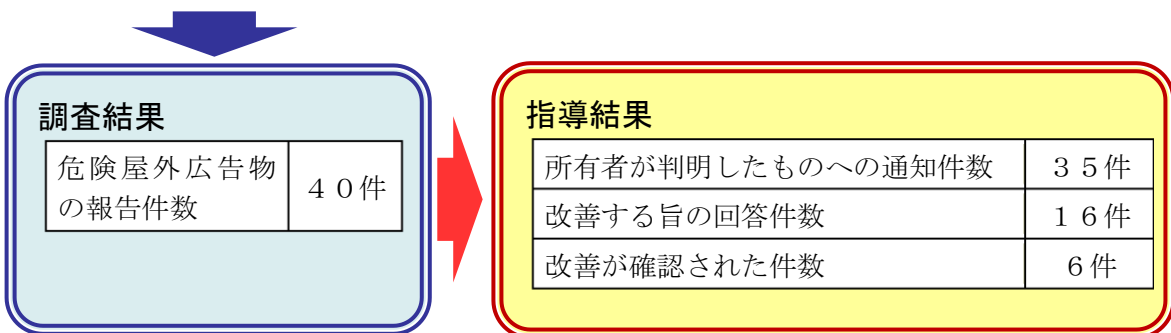 調査結果
危険屋外広告物
の報告件数
４０件
指導結果
所有者が判明したものへの通知件数 ３５件
改善する旨の回答件数 １６件
改善が確認された件数 ６件